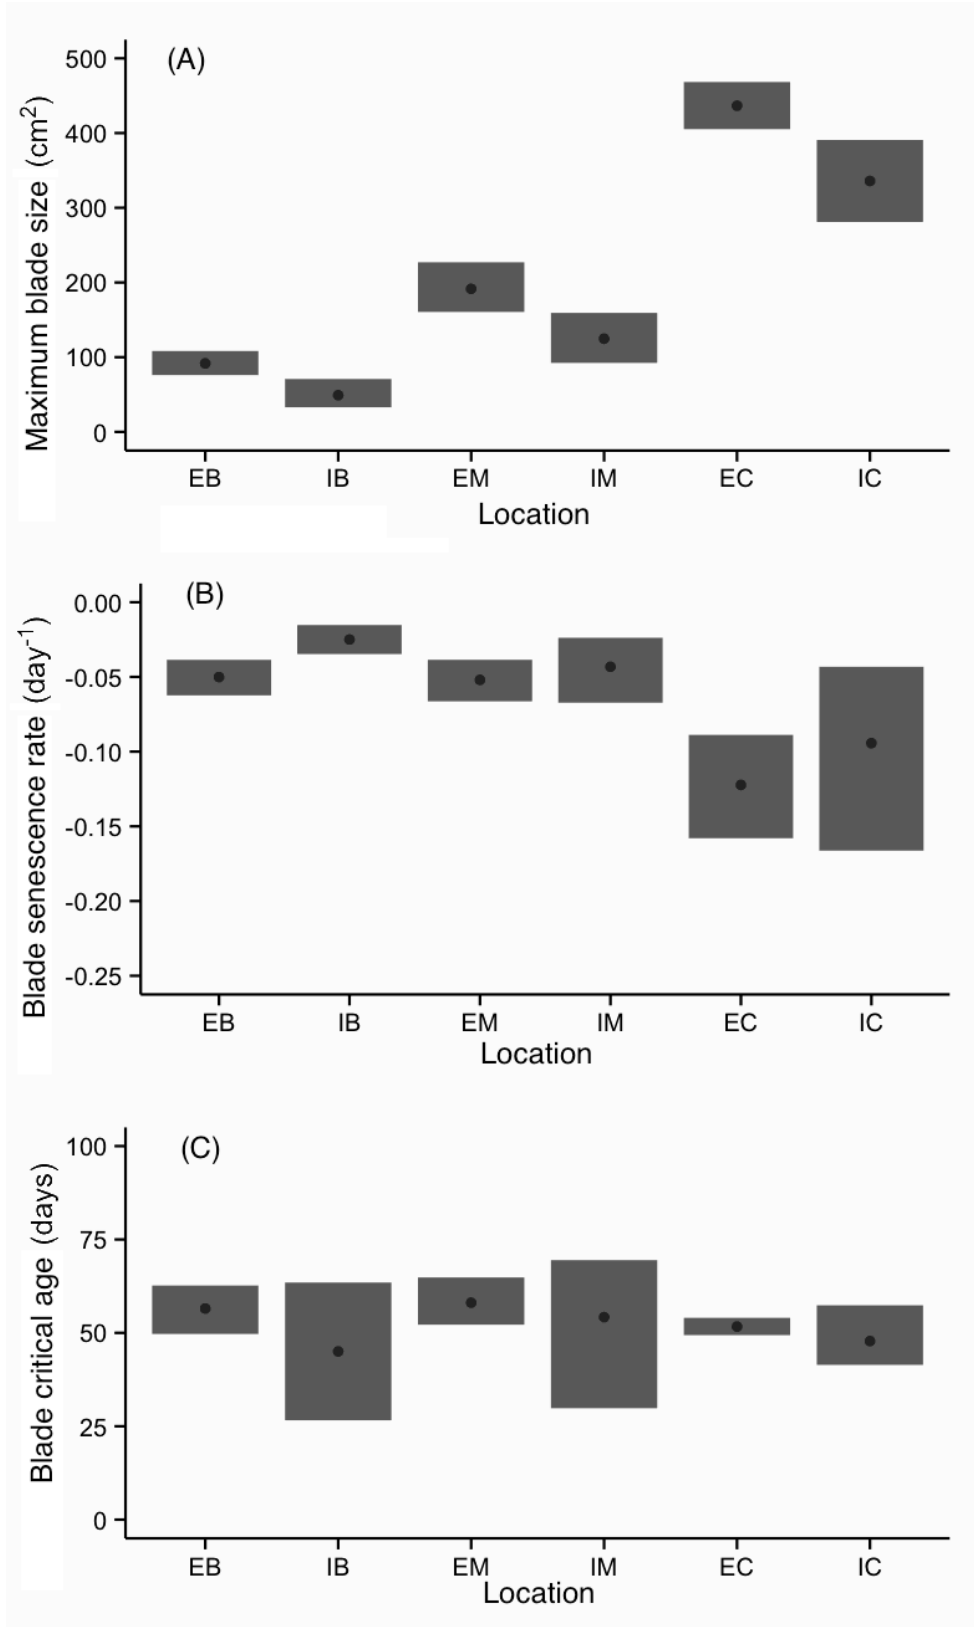 (A)
Maximum blade size (cm2)
500
400
300
200
100
0
EB IB EM IM EC IC
Location
(B)
Blade senescence rate (day-1)
0.00
-0.05
-0.10
-0.15
-0.20
-0.25
EB IB EM IM EC IC
Location
(C)
Blade critical age (days)
100
75
50
25
0
EB IB EM IM EC IC
Location